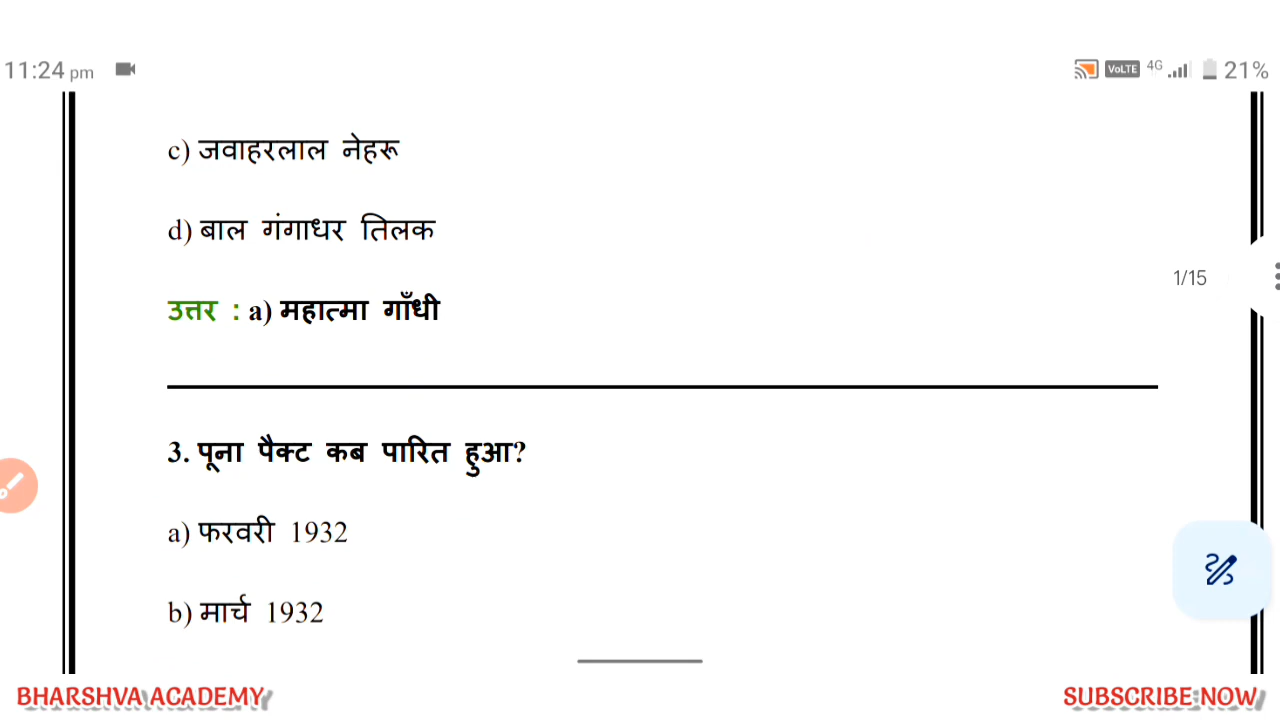 11:24 pm VoLTE 4G 21%
c) जवाहरलाल नेहरू
d) बाल गंगाधर तिलक
1/15
उत्तर : a) महात्मा गाँधी
3. पूना पैक्ट कब पारित हुआ?
a) फरवरी 1932
b) मार्च 1932
BHARSHVA ACADEMY SUBSCRIBE NOW